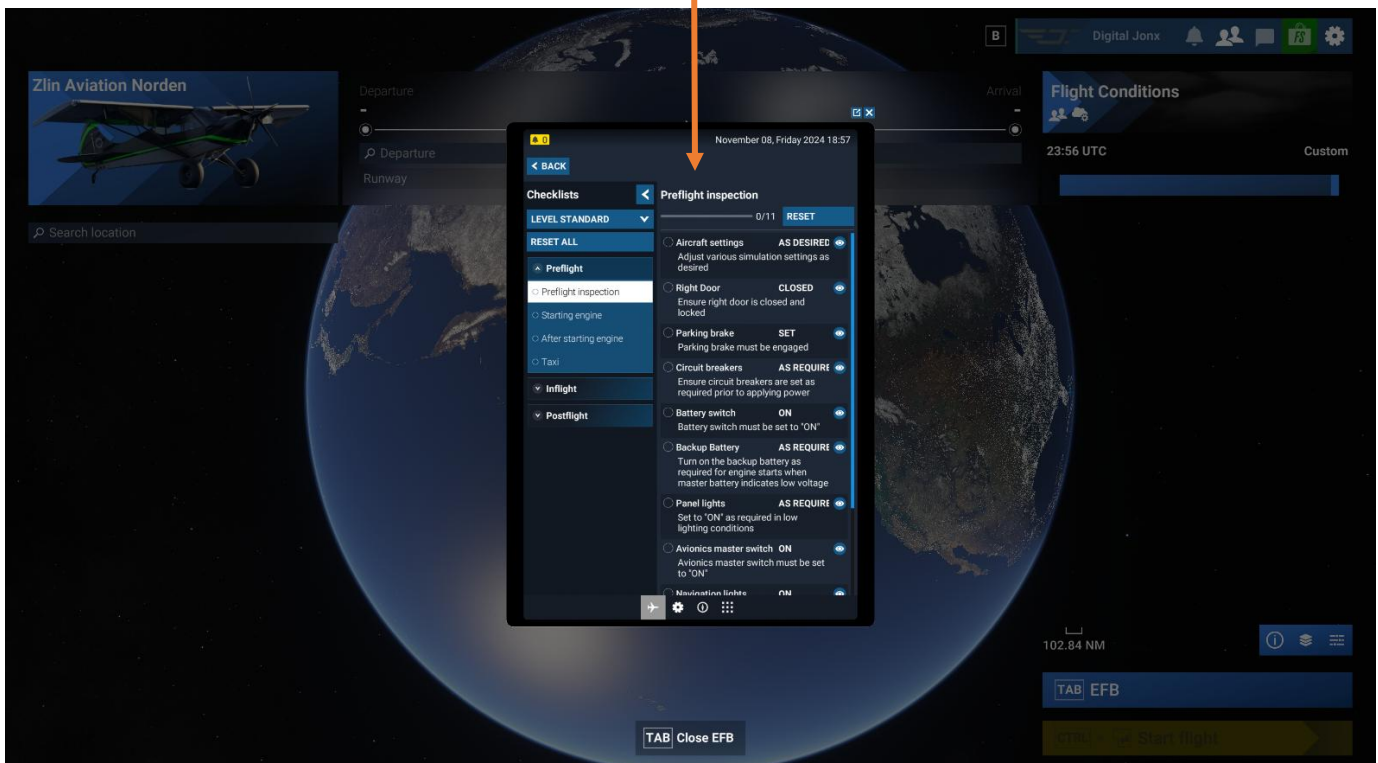 B
Digital Jonx
FS
Zlin Aviation Norden
Departure
Arrival
-
-
Departure
Runway
Search location
Flight Conditions
23:56 UTC
Custom
0
November 08, Friday 2024 18:57
< BACK
Checklists
LEVEL STANDARD
RESET ALL
Preflight
Preflight inspection
Starting engine
After starting engine
Taxi
Inflight
Postflight
Preflight inspection
0/11 RESET
Aircraft settings AS DESIRED
Adjust various simulation settings as
desired
Right Door CLOSED
Ensure right door is closed and
locked
Parking brake SET
Parking brake must be engaged
Circuit breakers AS REQUIRE
Ensure circuit breakers are set as
required prior to applying power
Battery switch ON
Battery switch must be set to "ON"
Backup Battery AS REQUIRE
Turn on the backup battery as
required for engine starts when
master battery indicates low voltage
Panel lights AS REQUIRE
Set to "ON" as required in low
lighting conditions
Avionics master switch ON
Avionics master switch must be set
to "ON"
Navigation lights ON
102.84 NM
TAB EFB
CTRL + Start flight
TAB Close EFB